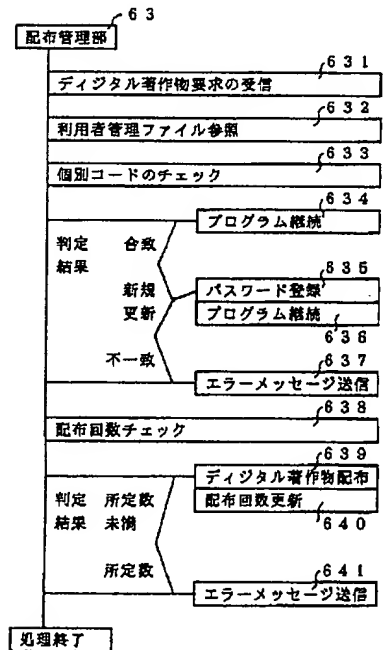 63
配布管理部
631
ディジタル著作物要求の受信
632
利用者管理ファイル参照
633
個別コードのチェック
634
プログラム継続
判定 合致
結果
635
新規 パスワード登録
更新 プログラム継続
636
不一致
637
エラーメッセージ送信
638
配布回数チェック
639
ディジタル著作物配布
判定 所定数 配布回数更新
結果 未満
640
所定数
641
エラーメッセージ送信
処理終了